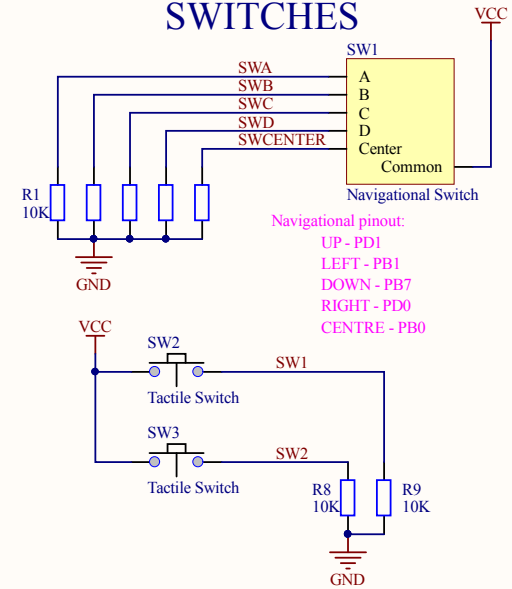 SWITCHES
VCC
SW1
SWA
A
SWB
B
SWC
C
SWD
D
SWCENTER
Center
Common
Navigational Switch
R1
10K
GND
Navigational pinout:
UP - PD1
LEFT - PB1
DOWN - PB7
RIGHT - PD0
CENTRE - PB0
VCC
SW2
SW1
Tactile Switch
SW3
SW2
Tactile Switch
R8
10K
R9
10K
GND